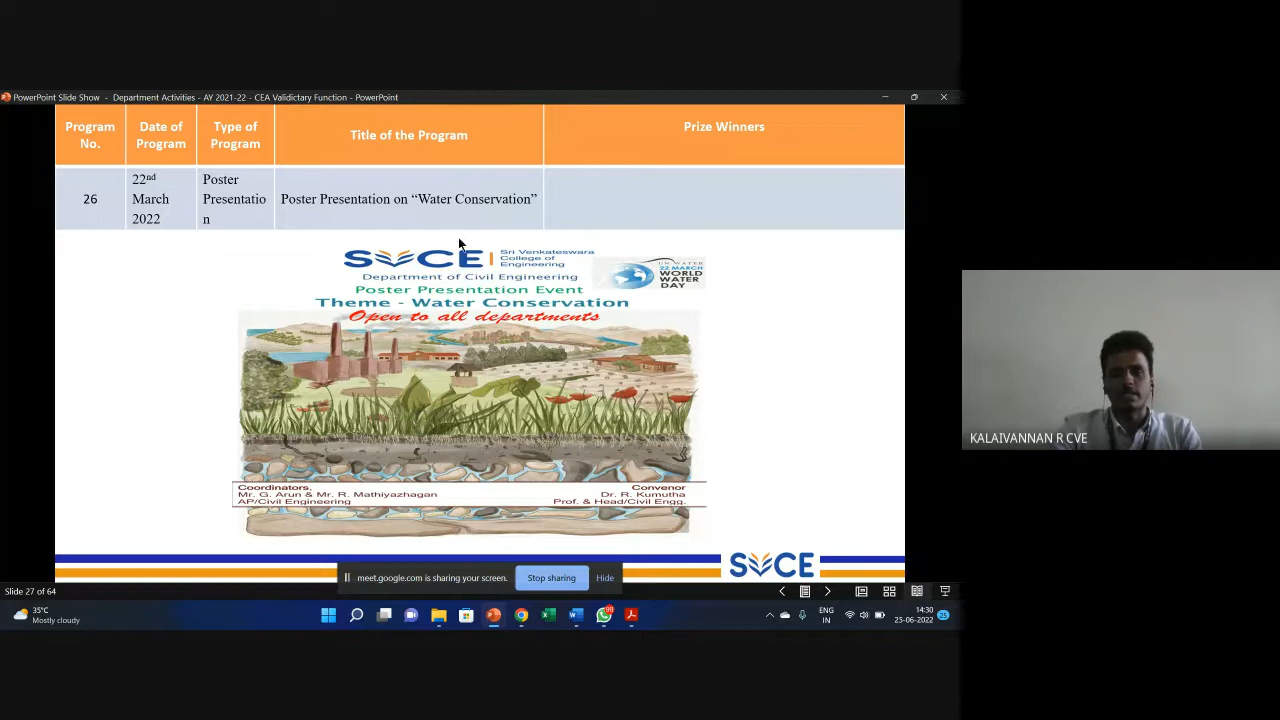 PowerPoint Slide Show - Department Activities - AY 2021-22 - CEA Validictary Function - PowerPoint
Program No.
Date of Program
Type of Program
Title of the Program
Prize Winners
26
22nd March 2022
Poster Presentatio n
Poster Presentation on “Water Conservation”
SVCE
Sri Venkateswara
College of
Engineering
Department of Civil Engineering
Poster Presentation Event
Theme - Water Conservation
Open to all departments
UN WATER
22 MARCH
WORLD
WATER
DAY
Coordinators,
Mr. G. Arun & Mr. R. Mathiyazhagan
AP/Civil Engineering
Convenor
Dr. R. Kumutha
Prof. & Head/Civil Engg.
SVCE
meet.google.com is sharing your screen.
Stop sharing
Hide
Slide 27 of 64
35°C
Mostly cloudy
99
ENG
IN
14:30
25-06-2022
25
KALAIVANNAN R CVE